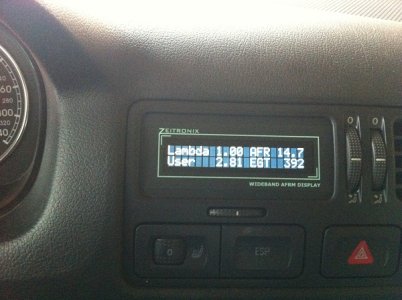 ZEITRONIX
Lambda 1.00 AFR 14.7
User 2.81 EGT 392
WIDEBAND AFRM DISPLAY
ESP